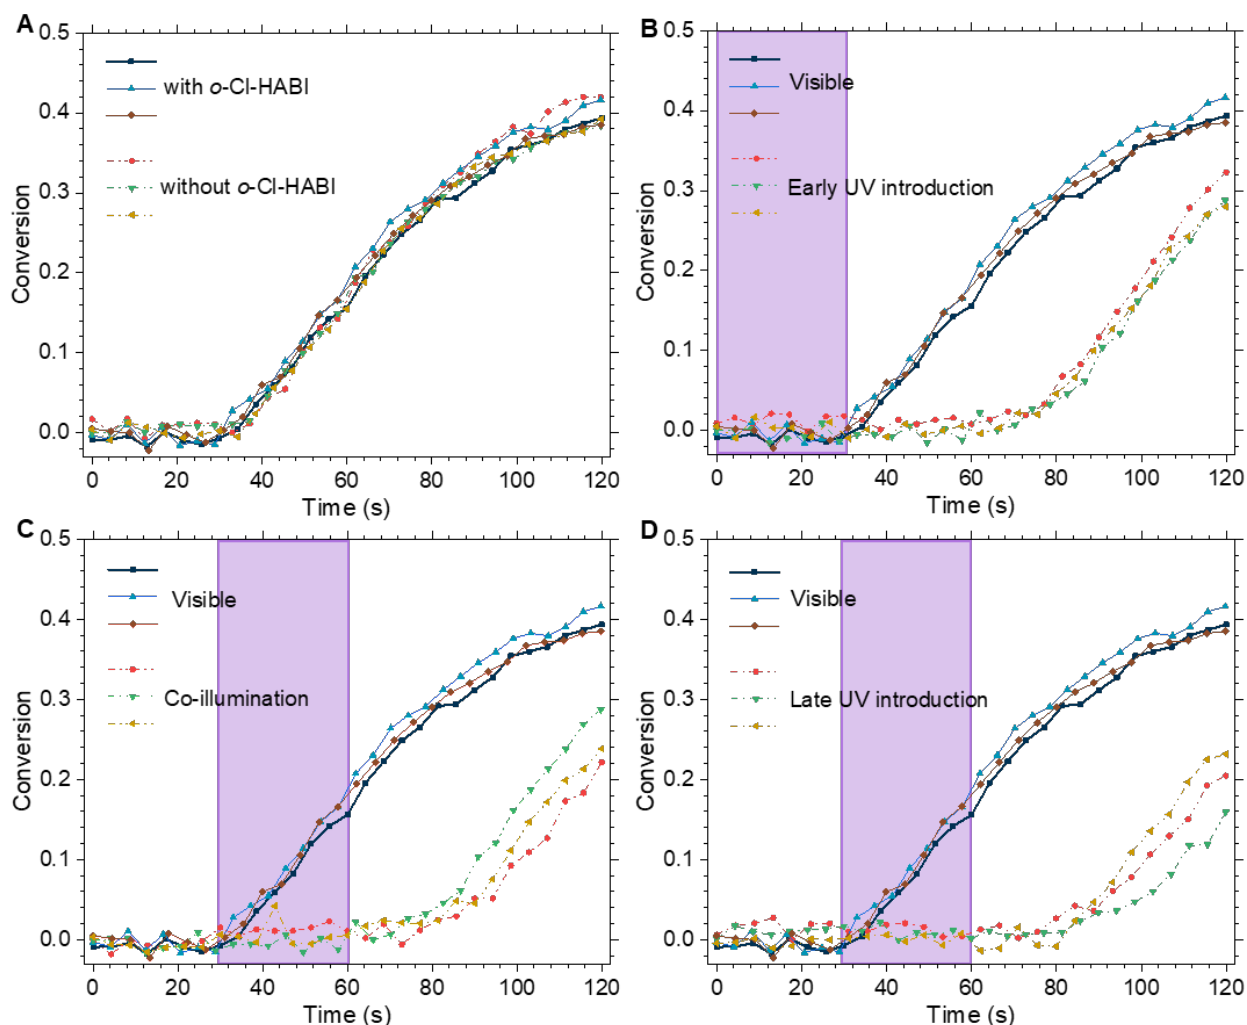 A
0.5
0.4
0.3
0.2
0.1
0.0
Conversion
with o-Cl-HABI
without o-Cl-HABI
0 20 40 60 80 100 120
Time (s)
B
0.5
0.4
0.3
0.2
0.1
0.0
Conversion
Visible
Early UV introduction
0 20 40 60 80 100 120
Time (s)
C
0.5
0.4
0.3
0.2
0.1
0.0
Conversion
Visible
Co-illumination
0 20 40 60 80 100 120
Time (s)
D
0.5
0.4
0.3
0.2
0.1
0.0
Conversion
Visible
Late UV introduction
0 20 40 60 80 100 120
Time (s)